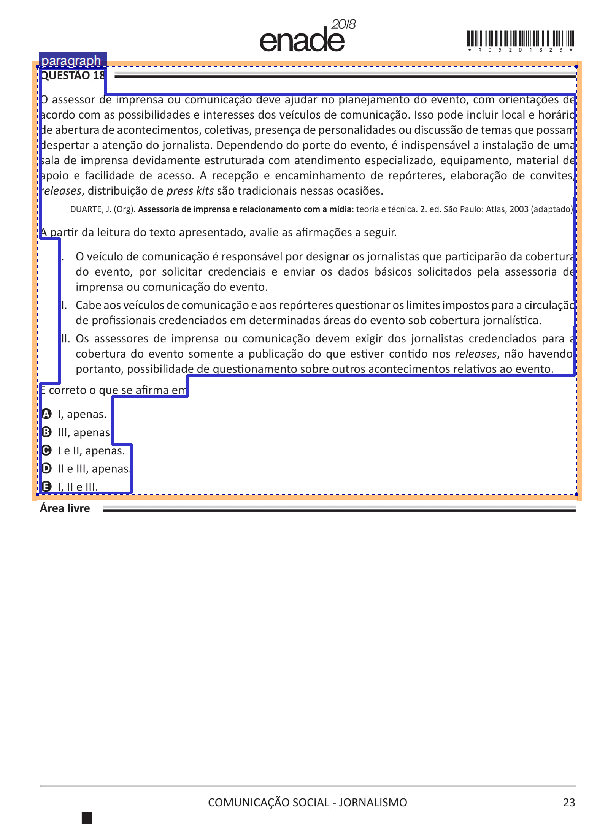 enade 2018
*R0520182 3*
paragraph
QUESTÃO 18
O assessor de imprensa ou comunicação deve ajudar no planejamento do evento, com orientações de
acordo com as possibilidades e interesses dos veículos de comunicação. Isso pode incluir local e horário
de abertura de acontecimentos, coletivas, presença de personalidades ou discussão de temas que possam
despertar a atenção do jornalista. Dependendo do porte do evento, é indispensável a instalação de uma
sala de imprensa devidamente estruturada com atendimento especializado, equipamento, material de
apoio e facilidade de acesso. A recepção e encaminhamento de repórteres, elaboração de convites,
releases, distribuição de press kits são tradicionais nessas ocasiões.
DUARTE, J. (Org). Assessoria de imprensa e relacionamento com a mídia: teoria e técnica. 2. ed. São Paulo: Atlas, 2003 (adaptado).
A partir da leitura do texto apresentado, avalie as afirmações a seguir.
I. O veículo de comunicação é responsável por designar os jornalistas que participarão da cobertura
do evento, por solicitar credenciais e enviar os dados básicos solicitados pela assessoria de
imprensa ou comunicação do evento.
II. Cabe aos veículos de comunicação e aos repórteres questionar os limites impostos para a circulação
de profissionais credenciados em determinadas áreas do evento sob cobertura jornalística.
III. Os assessores de imprensa ou comunicação devem exigir dos jornalistas credenciados para a
cobertura do evento somente a publicação do que estiver contido nos releases, não havendo,
portanto, possibilidade de questionamento sobre outros acontecimentos relativos ao evento.
É correto o que se afirma em
A I, apenas.
B III, apenas.
C I e II, apenas.
D II e III, apenas.
E I, II e III.
Área livre
COMUNICAÇÃO SOCIAL - JORNALISMO
23